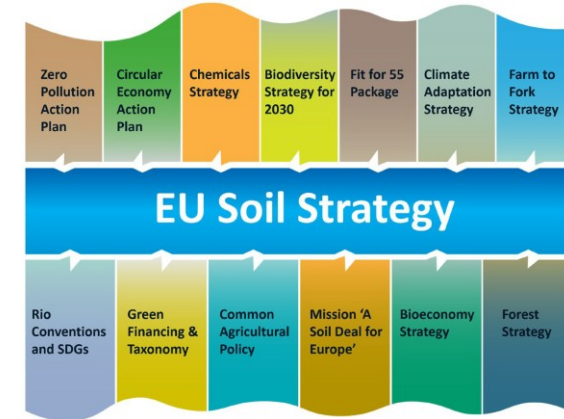 Zero
Pollution
Action
Plan
Circular
Economy
Action
Plan
Chemicals
Strategy
Biodiversity
Strategy for
2030
Fit for 55
Package
Climate
Adaptation
Strategy
Farm to
Fork
Strategy
EU Soil Strategy
Rio
Conventions
and SDGs
Green
Financing &
Taxonomy
Common
Agricultural
Policy
Mission ‘A
Soil Deal for
Europe’
Bioeconomy
Strategy
Forest
Strategy